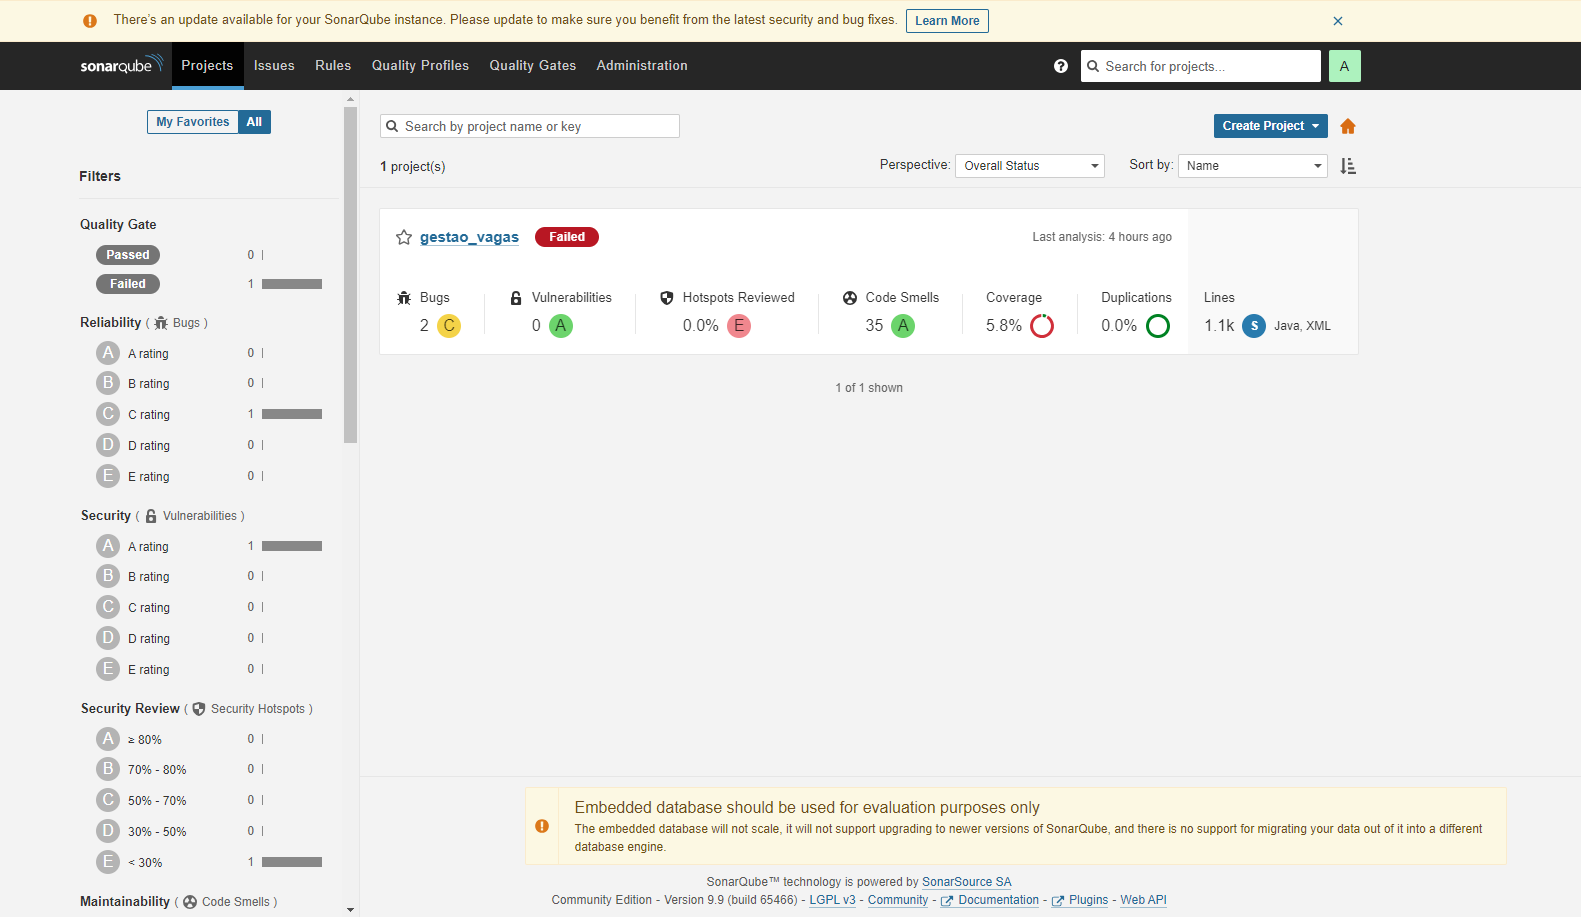 There's an update available for your SonarQube instance. Please update to make sure you benefit from the latest security and bug fixes. Learn More
sonarqube Projects Issues Rules Quality Profiles Quality Gates Administration Search for projects... A
My Favorites All
Filters
Quality Gate
Passed 0
Failed 1
Reliability ( Bugs )
A A rating 0
B B rating 0
C C rating 1
D D rating 0
E E rating 0
Security ( Vulnerabilities )
A A rating 1
B B rating 0
C C rating 0
D D rating 0
E E rating 0
Security Review ( Security Hotspots )
A ≥ 80% 0
B 70% - 80% 0
C 50% - 70% 0
D 30% - 50% 0
E < 30% 1
Maintainability ( Code Smells )
Search by project name or key
Create Project
1 project(s)
Perspective: Overall Status
Sort by: Name
gestao_vagas Failed Last analysis: 4 hours ago
Bugs Vulnerabilities Hotspots Reviewed Code Smells Coverage Duplications Lines
2 C 0 A 0.0% E 35 A 5.8% 0.0% 1.1k S Java, XML
1 of 1 shown
Embedded database should be used for evaluation purposes only
The embedded database will not scale, it will not support upgrading to newer versions of SonarQube, and there is no support for migrating your data out of it into a different
database engine.
SonarQube™ technology is powered by SonarSource SA
Community Edition - Version 9.9 (build 65466) - LGPL v3 - Community - Documentation - Plugins - Web API